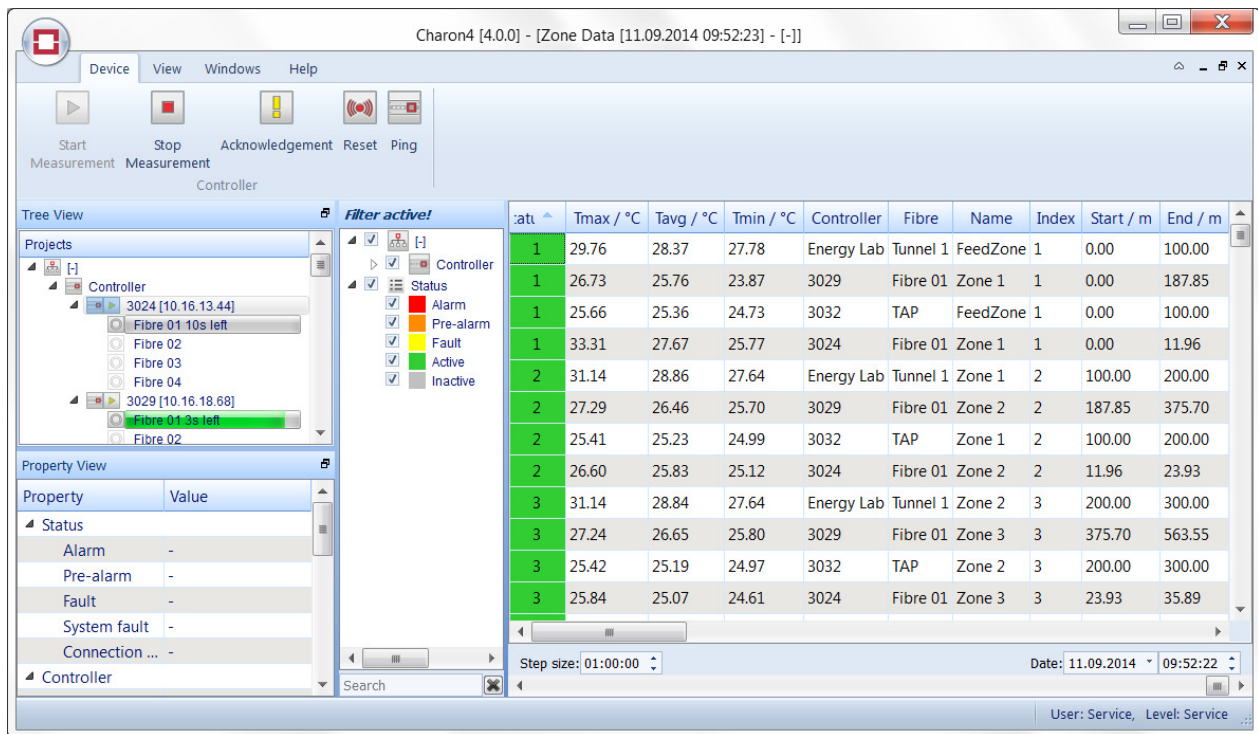 Charon4 [4.0.0] - [Zone Data [11.09.2014 09:52:23] - [-]]
Device View Windows Help
Start Measurement Stop Measurement Acknowledgement Reset Ping
Controller
Tree View
Projects
[-]
Controller
3024 [10.16.13.44]
Fibre 01 10s left
Fibre 02
Fibre 03
Fibre 04
3029 [10.16.18.68]
Fibre 01 3s left
Fibre 02
Property View
Property Value
Status
Alarm -
Pre-alarm -
Fault -
System fault -
Connection ... -
Controller
Filter active!
[-]
Controller
Status
Alarm
Pre-alarm
Fault
Active
Inactive
Search
Tmax / °C Tavg / °C Tmin / °C Controller Fibre Name Index Start / m End / m
1 29.76 28.37 27.78 Energy Lab Tunnel 1 FeedZone 1 0.00 100.00
1 26.73 25.76 23.87 3029 Fibre 01 Zone 1 1 0.00 187.85
1 25.66 25.36 24.73 3032 TAP FeedZone 1 0.00 100.00
1 33.31 27.67 25.77 3024 Fibre 01 Zone 1 1 0.00 11.96
2 31.14 28.86 27.64 Energy Lab Tunnel 1 Zone 1 2 100.00 200.00
2 27.29 26.46 25.70 3029 Fibre 01 Zone 2 2 187.85 375.70
2 25.41 25.23 24.99 3032 TAP Zone 1 2 100.00 200.00
2 26.60 25.83 25.12 3024 Fibre 01 Zone 2 2 11.96 23.93
3 31.14 28.84 27.64 Energy Lab Tunnel 1 Zone 2 3 200.00 300.00
3 27.24 26.65 25.80 3029 Fibre 01 Zone 3 3 375.70 563.55
3 25.42 25.19 24.97 3032 TAP Zone 2 3 200.00 300.00
3 25.84 25.07 24.61 3024 Fibre 01 Zone 3 3 23.93 35.89
Step size: 01:00:00 Date: 11.09.2014 09:52:22
User: Service, Level: Service